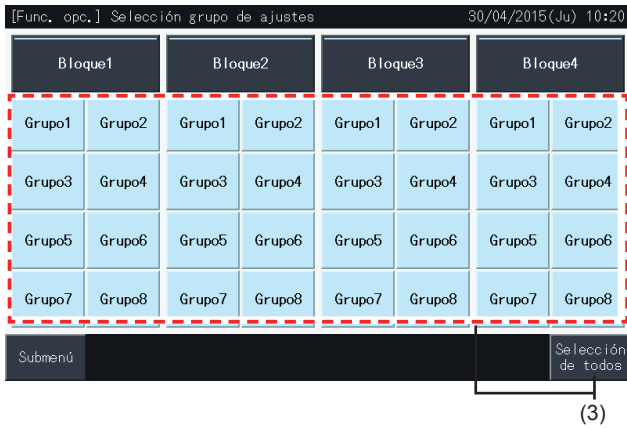 [Func. opc.] Selección grupo de ajustes 30/04/2015(Ju) 10:20
Bloque1 Bloque2 Bloque3 Bloque4
Grupo1 Grupo2 Grupo1 Grupo2 Grupo1 Grupo2 Grupo1 Grupo2
Grupo3 Grupo4 Grupo3 Grupo4 Grupo3 Grupo4 Grupo3 Grupo4
Grupo5 Grupo6 Grupo5 Grupo6 Grupo5 Grupo6 Grupo5 Grupo6
Grupo7 Grupo8 Grupo7 Grupo8 Grupo7 Grupo8 Grupo7 Grupo8
Submenú
Selección
de todos
(3)